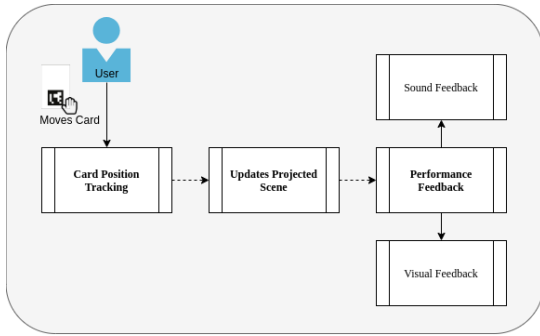 User
Moves Card
Sound Feedback
Card Position
Tracking
Updates Projected
Scene
Performance
Feedback
Visual Feedback